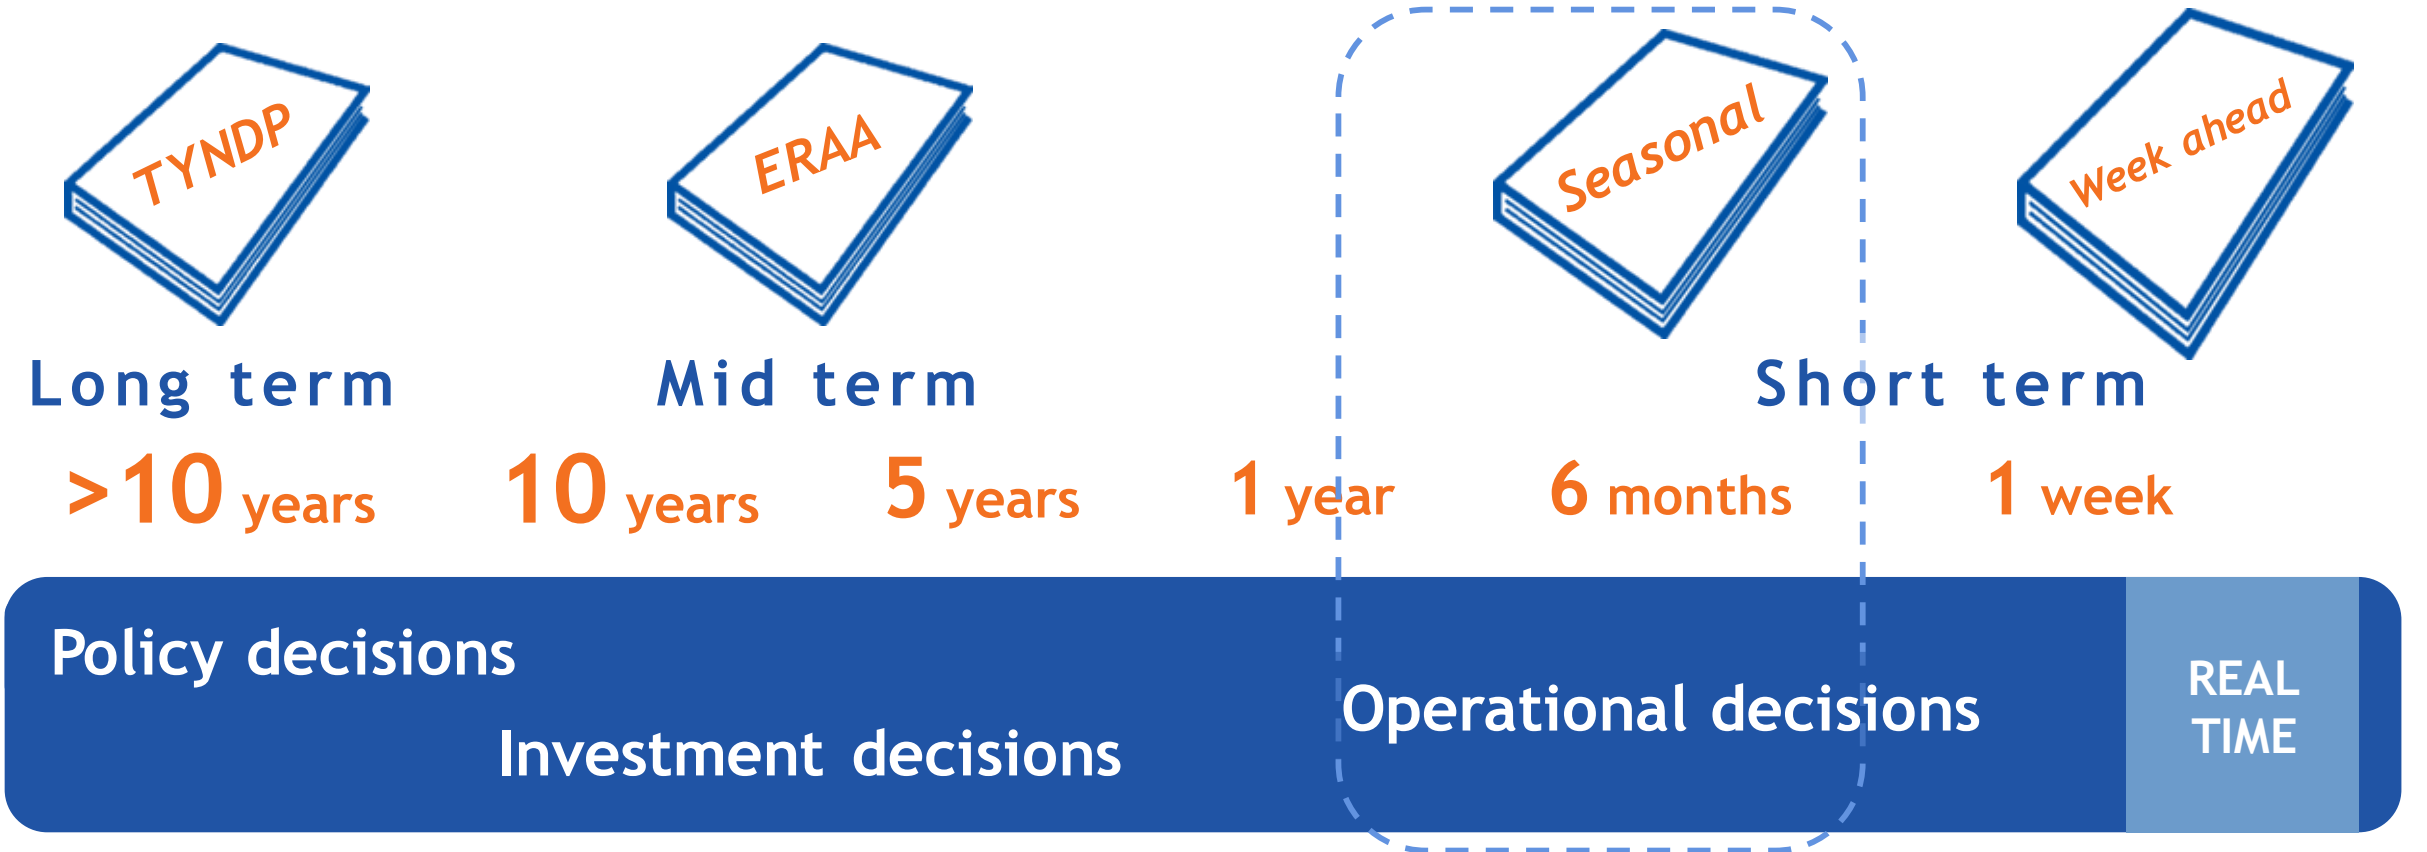 TYNDP
ERAA
Seasonal
Week ahead
Long term
Mid term
Short term
>10 years
10 years
5 years
1 year
6 months
1 week
Policy decisions
Investment decisions
Operational decisions
REAL
TIME